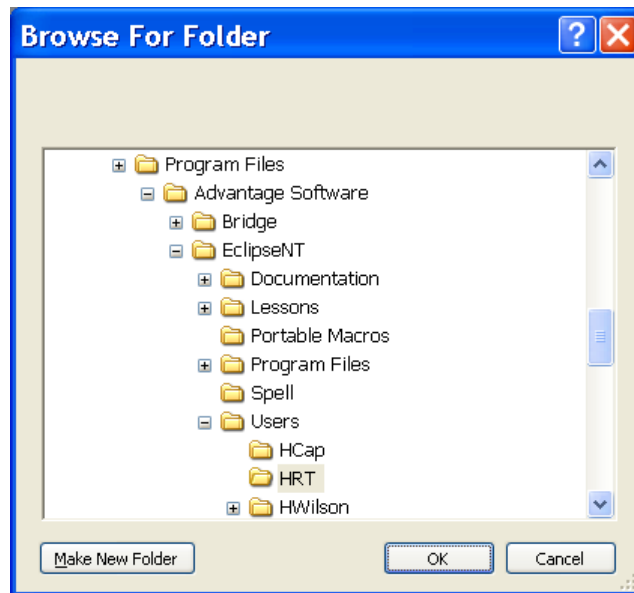 Browse For Folder
Program Files
Advantage Software
Bridge
EclipseNT
Documentation
Lessons
Portable Macros
Program Files
Spell
Users
HCap
HRT
HWilson
Make New Folder OK Cancel